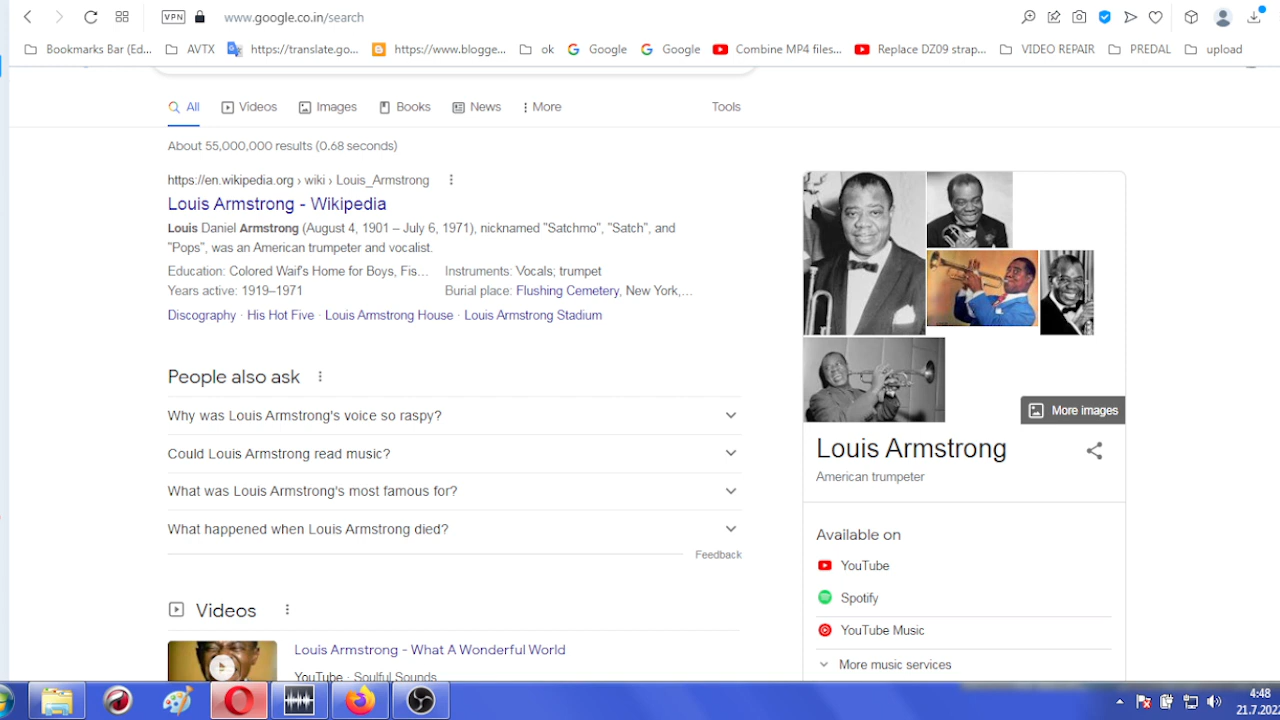 VPN www.google.co.in/search
Bookmarks Bar (Ed... AVTX https://translate.go... https://www.blogge... ok Google Google Combine MP4 files... Replace DZ09 strap... VIDEO REPAIR PREDAL upload
All Videos Images Books News More Tools
About 55,000,000 results (0.68 seconds)
https://en.wikipedia.org › wiki › Louis_Armstrong
Louis Armstrong - Wikipedia
Louis Daniel Armstrong (August 4, 1901 – July 6, 1971), nicknamed "Satchmo", "Satch", and
"Pops", was an American trumpeter and vocalist.
Education: Colored Waif's Home for Boys, Fis... Instruments: Vocals; trumpet
Years active: 1919–1971 Burial place: Flushing Cemetery, New York,...
Discography · His Hot Five · Louis Armstrong House · Louis Armstrong Stadium
People also ask
Why was Louis Armstrong's voice so raspy?
Could Louis Armstrong read music?
What was Louis Armstrong's most famous for?
What happened when Louis Armstrong died?
Feedback
Videos
Louis Armstrong - What A Wonderful World
YouTube · Soulful Sounds
More images
Louis Armstrong
American trumpeter
Available on
YouTube
Spotify
YouTube Music
More music services
4:48